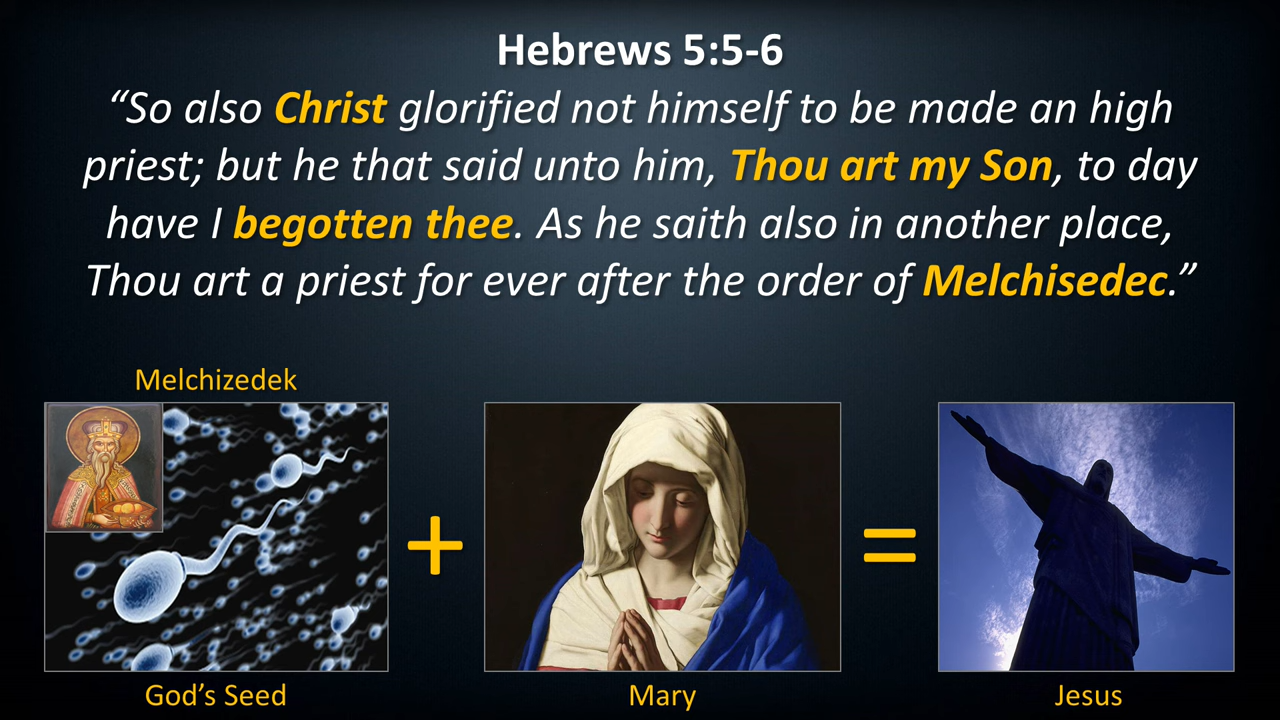 Hebrews 5:5-6
“So also Christ glorified not himself to be made an high
priest; but he that said unto him, Thou art my Son, to day
have I begotten thee. As he saith also in another place,
Thou art a priest for ever after the order of Melchisedec.”
Melchizedek
+
=
God’s Seed
Mary
Jesus